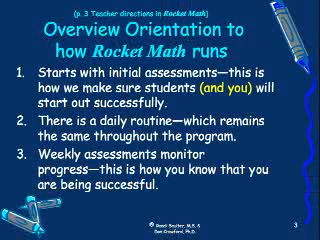 (p. 3 Teacher directions in Rocket Math)
Overview Orientation to
how Rocket Math runs
1. Starts with initial assessments—this is
how we make sure students (and you) will
start out successfully.
2. There is a daily routine—which remains
the same throughout the program.
3. Weekly assessments monitor
progress—this is how you know that you
are being successful.
© Randi Saulter, M.S. &
Don Crawford, Ph.D.
3